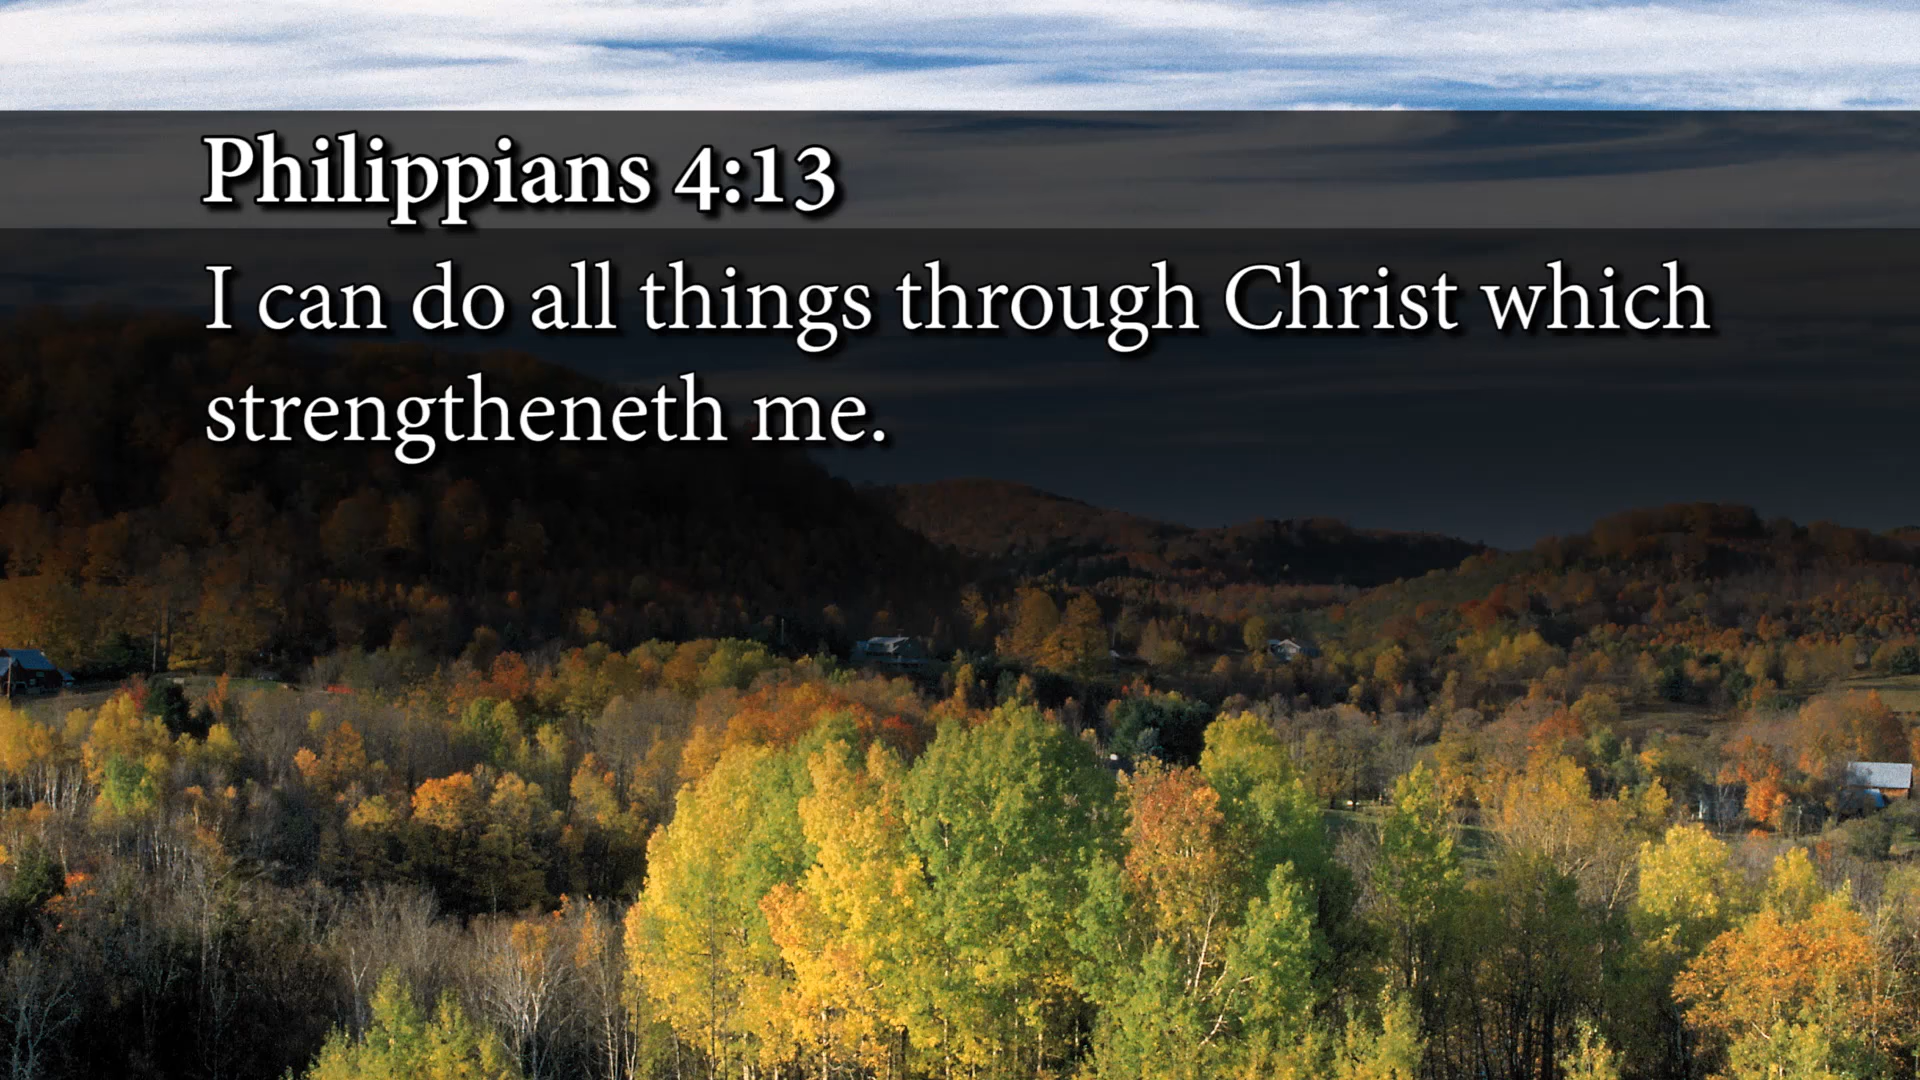 Philippians 4:13
I can do all things through Christ which
strengtheneth me.